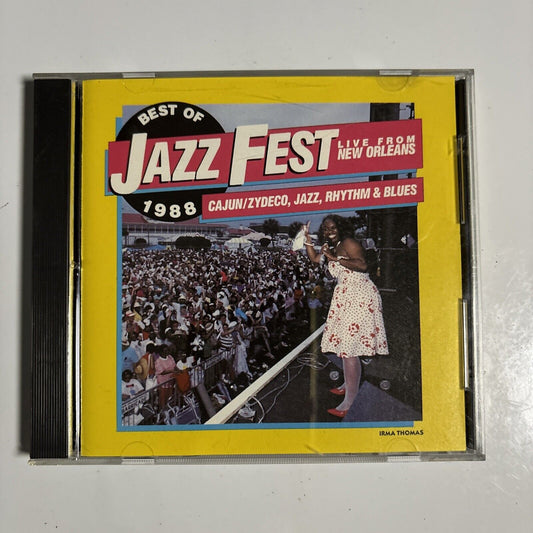 BEST OF
JAZZ FEST
LIVE FROM
NEW ORLEANS
1988
CAJUN/ZYDECO, JAZZ, RHYTHM & BLUES
IRMA THOMAS